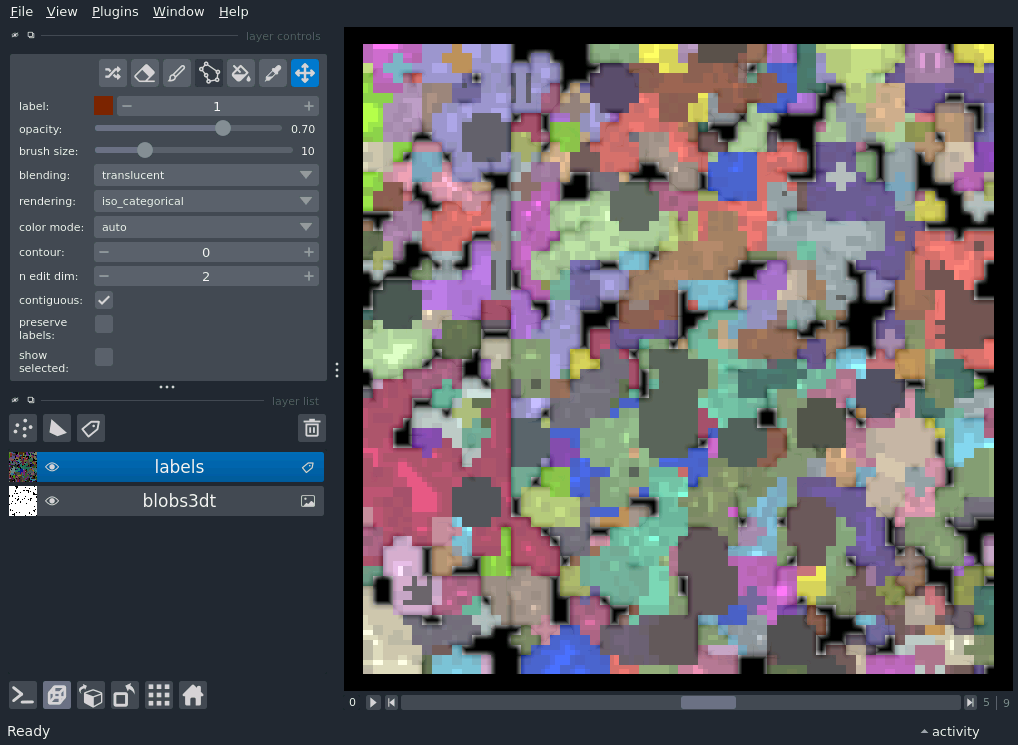 File View Plugins Window Help
layer controls
label: 1
opacity: 0.70
brush size: 10
blending: translucent
rendering: iso_categorical
color mode: auto
contour: 0
n edit dim: 2
contiguous:
preserve
labels:
show
selected:
layer list
labels
blobs3dt
0 5 9
Ready activity